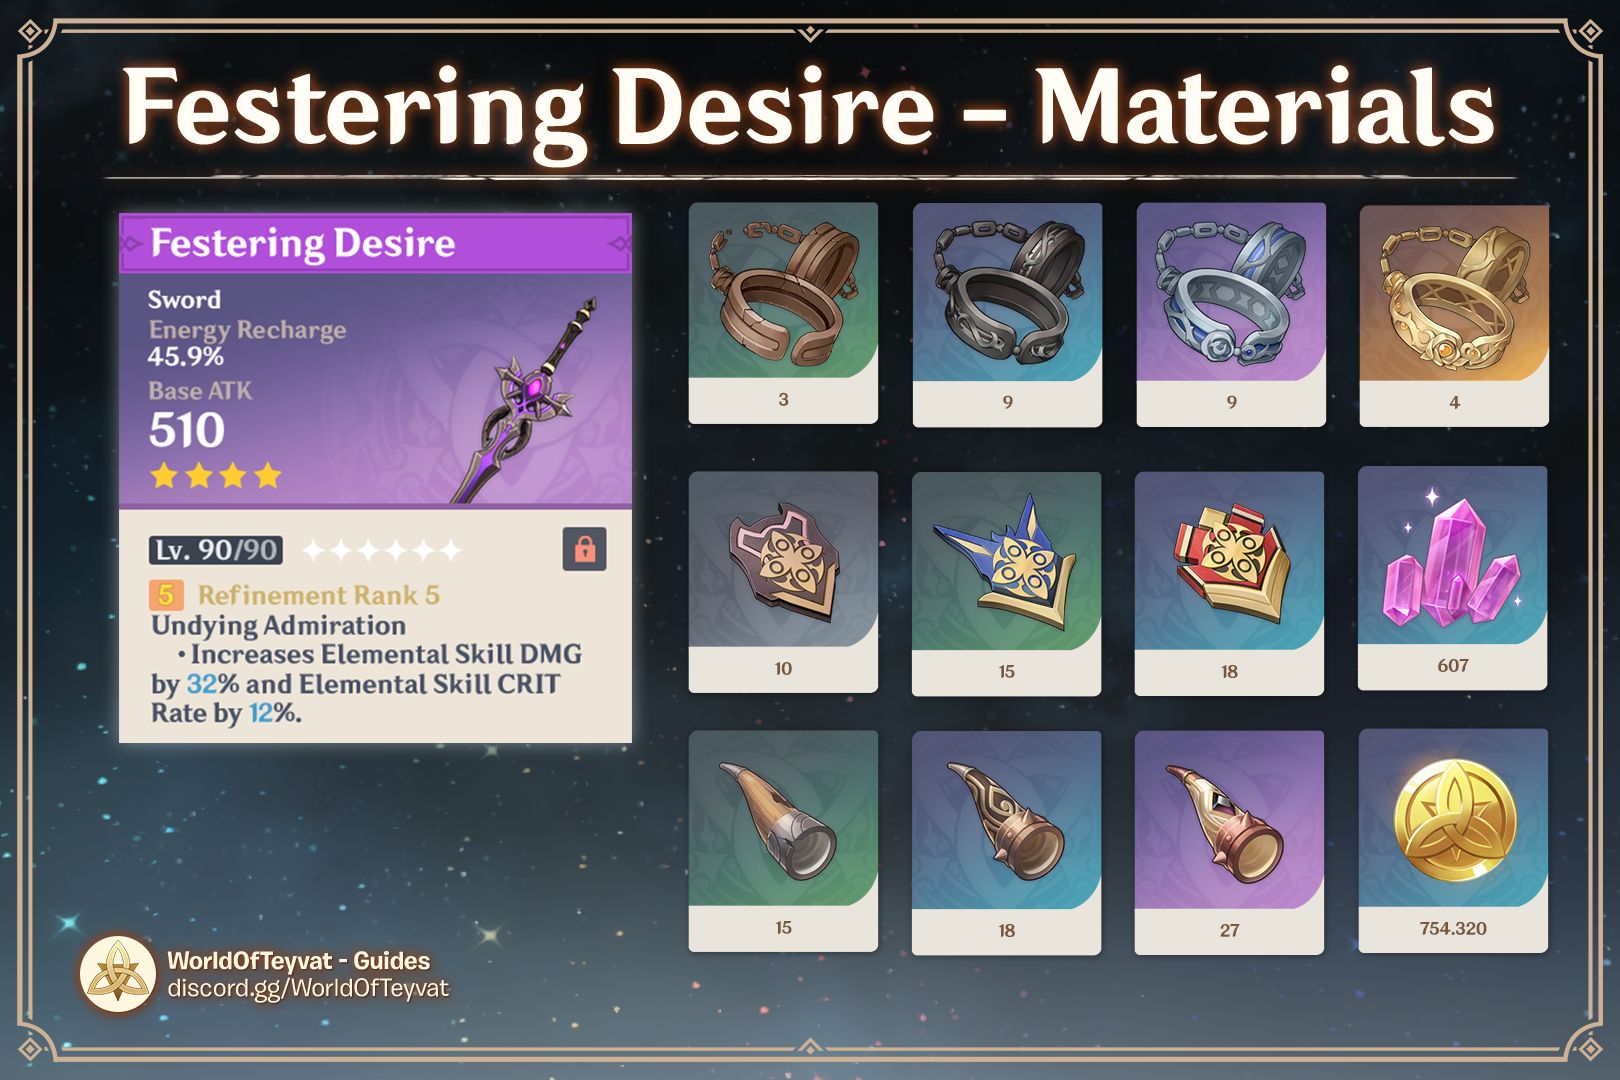 Festering Desire – Materials
Festering Desire
Sword
Energy Recharge
45.9%
Base ATK
510
Lv. 90/90
5 Refinement Rank 5
Undying Admiration
• Increases Elemental Skill DMG
by 32% and Elemental Skill CRIT
Rate by 12%.
3
9
9
4
10
15
18
607
15
18
27
754.320
WorldOfTeyvat - Guides
discord.gg/WorldOfTeyvat